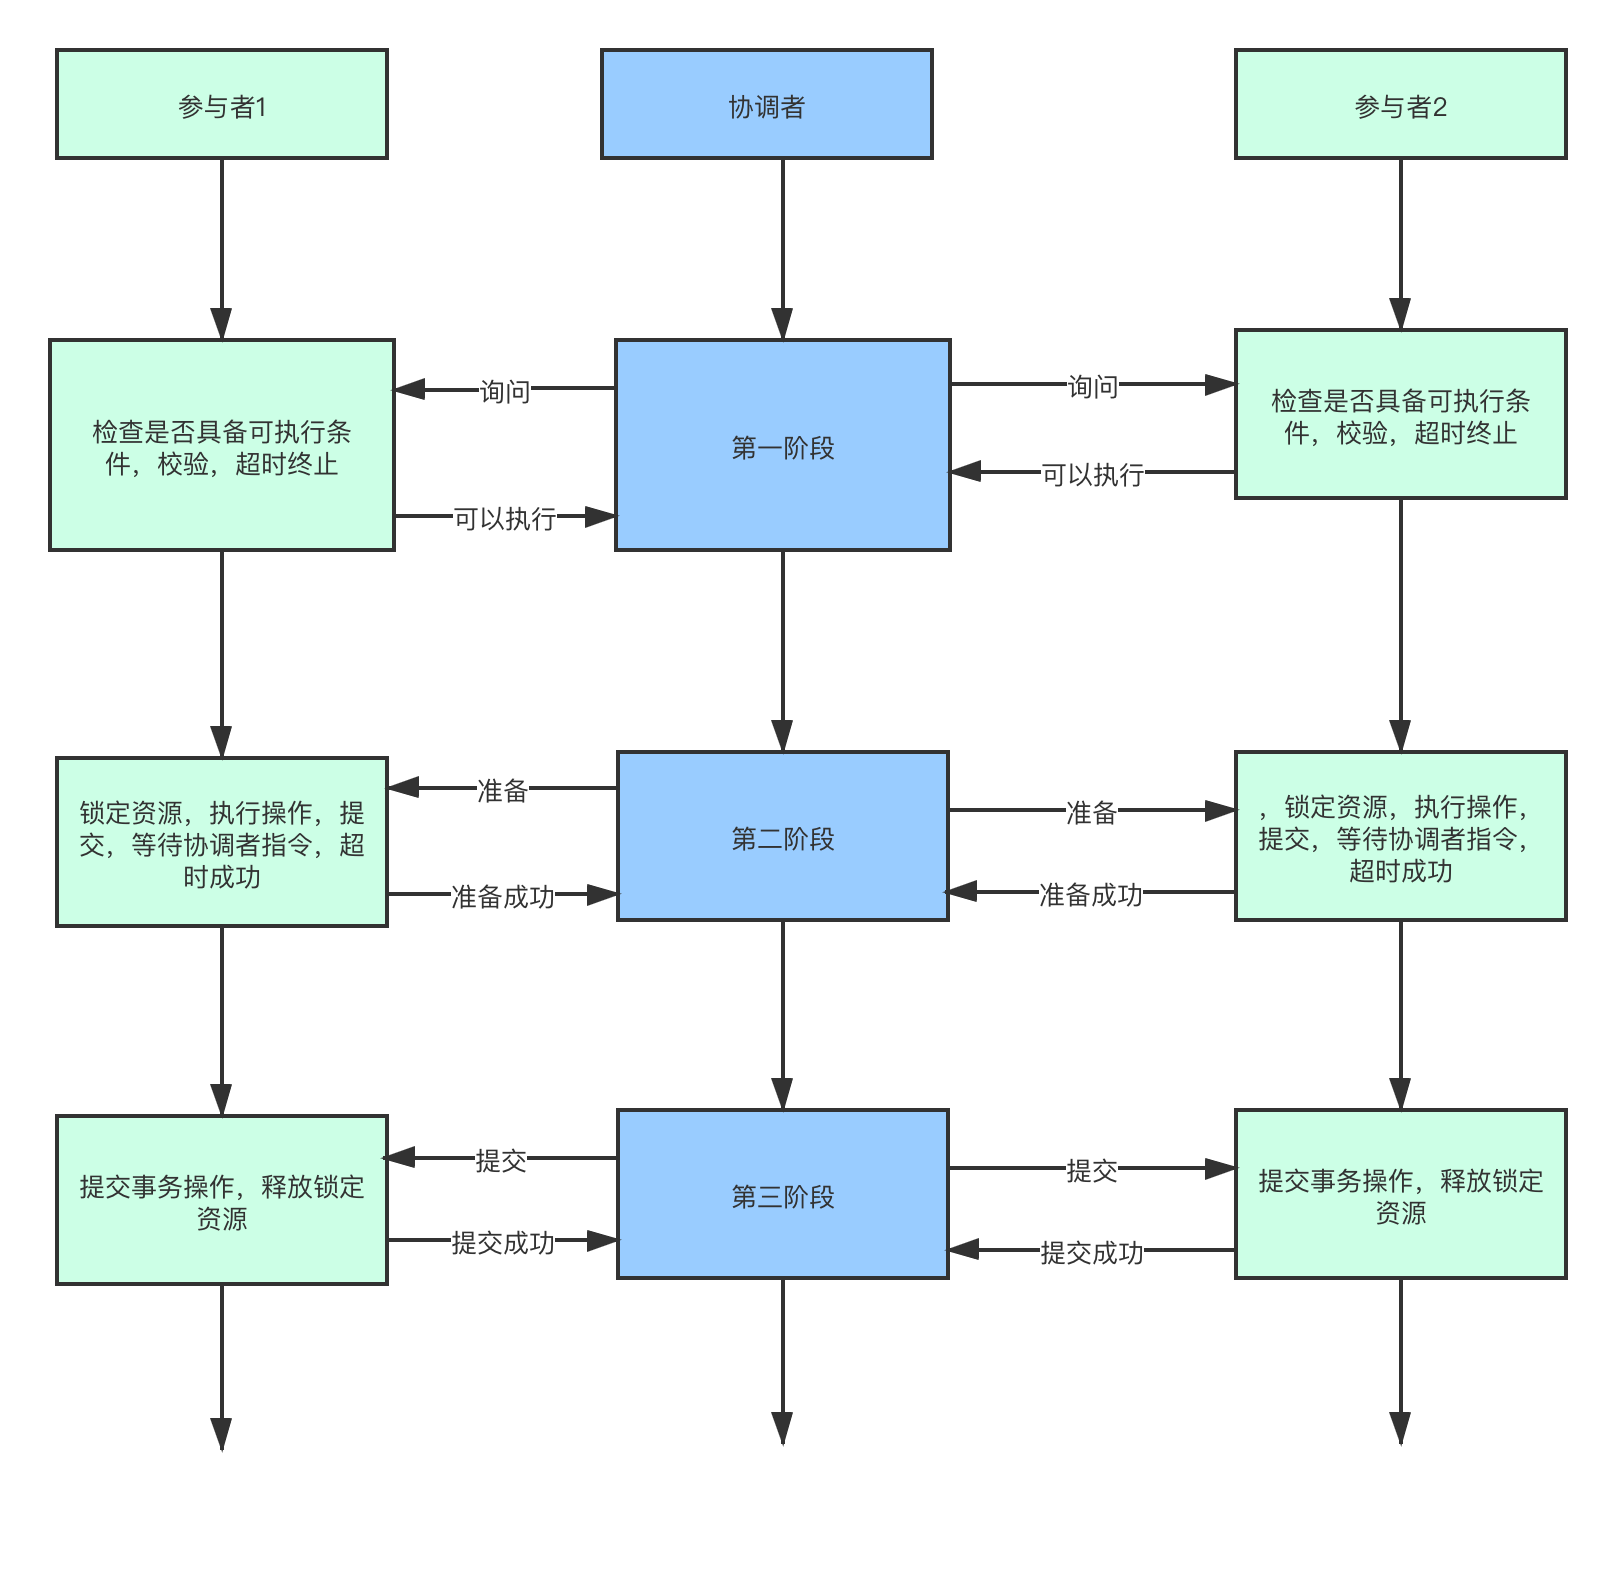 参与者1
协调者
参与者2
询问
询问
检查是否具备可执行条
件，校验，超时终止
第一阶段
检查是否具备可执行条
件，校验，超时终止
可以执行
可以执行
准备
准备
锁定资源，执行操作，提
交，等待协调者指令，超
时成功
第二阶段
，锁定资源，执行操作，
提交，等待协调者指令，
超时成功
准备成功
准备成功
提交
提交
提交事务操作，释放锁定
资源
第三阶段
提交事务操作，释放锁定
资源
提交成功
提交成功